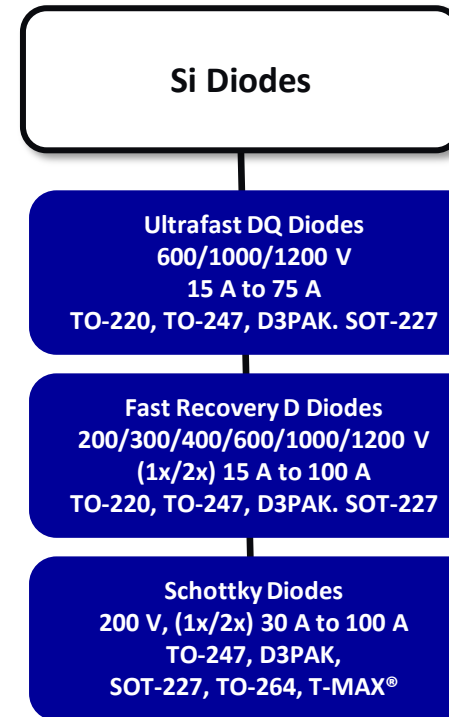 Si Diodes
Ultrafast DQ Diodes
600/1000/1200 V
15 A to 75 A
TO-220, TO-247, D3PAK. SOT-227
Fast Recovery D Diodes
200/300/400/600/1000/1200 V
(1x/2x) 15 A to 100 A
TO-220, TO-247, D3PAK. SOT-227
Schottky Diodes
200 V, (1x/2x) 30 A to 100 A
TO-247, D3PAK,
SOT-227, TO-264, T-MAX®